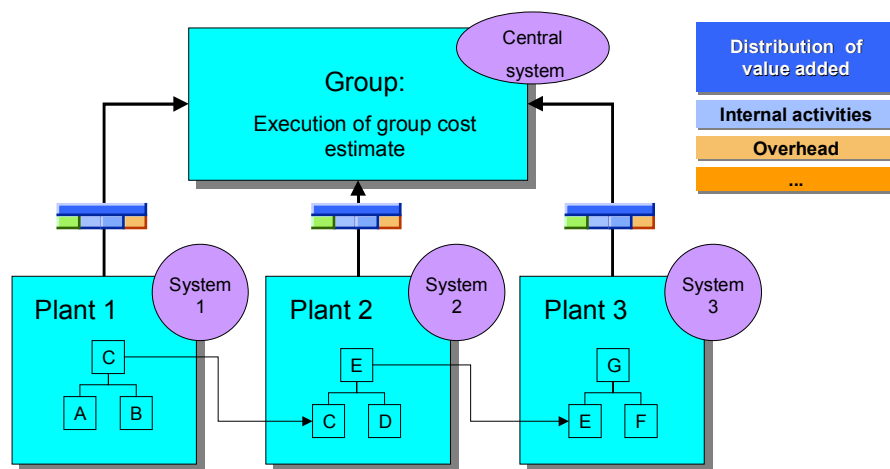 Central
system
Group:
Execution of group cost
estimate
Distribution of
value added
Internal activities
Overhead
...
Plant 1
System
1
C
A
B
Plant 2
System
2
E
C
D
Plant 3
System
3
G
E
F